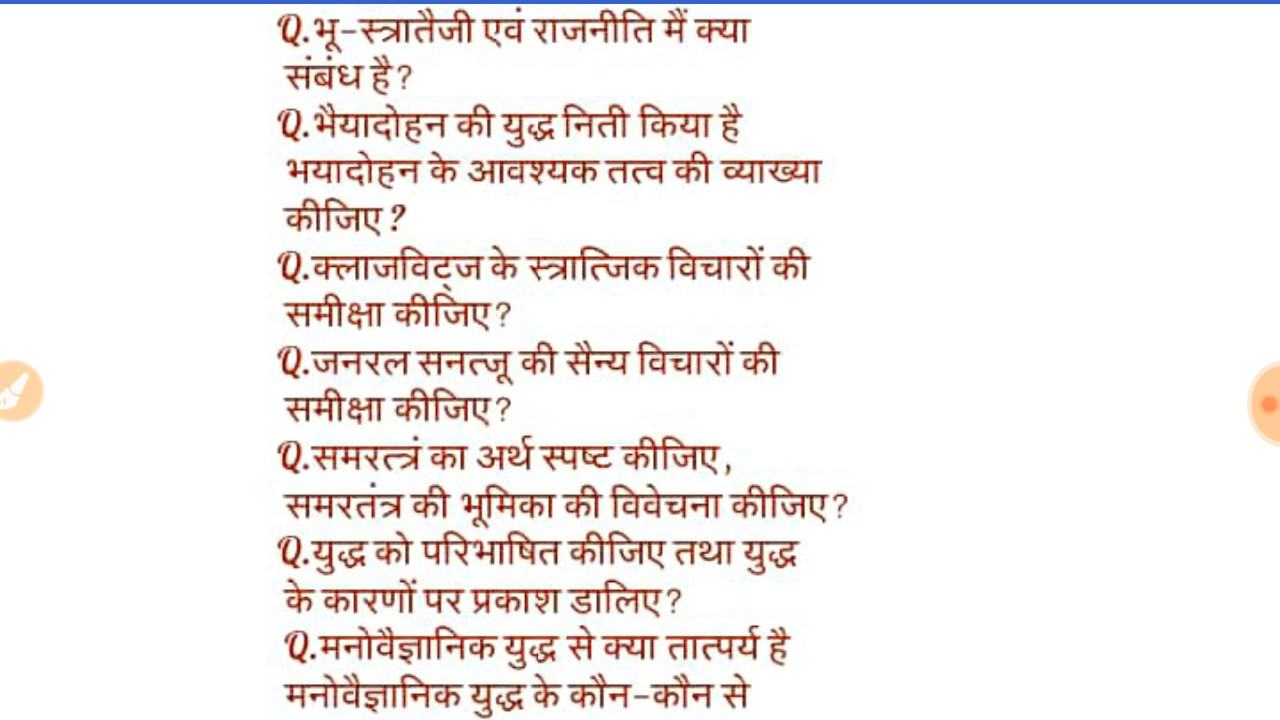 Q.भू-स्त्रातैजी एवं राजनीति मैं क्या
संबंध है?
Q.भैयादोहन की युद्ध निती किया है
भयादोहन के आवश्यक तत्व की व्याख्या
कीजिए?
Q.क्लाजविट्ज के स्त्रात्जिक विचारों की
समीक्षा कीजिए?
Q.जनरल सनत्जू की सैन्य विचारों की
समीक्षा कीजिए?
Q.समरत्त्रं का अर्थ स्पष्ट कीजिए,
समरतंत्र की भूमिका की विवेचना कीजिए?
Q.युद्ध को परिभाषित कीजिए तथा युद्ध
के कारणों पर प्रकाश डालिए?
Q.मनोवैज्ञानिक युद्ध से क्या तात्पर्य है
मनोवैज्ञानिक युद्ध के कौन-कौन से